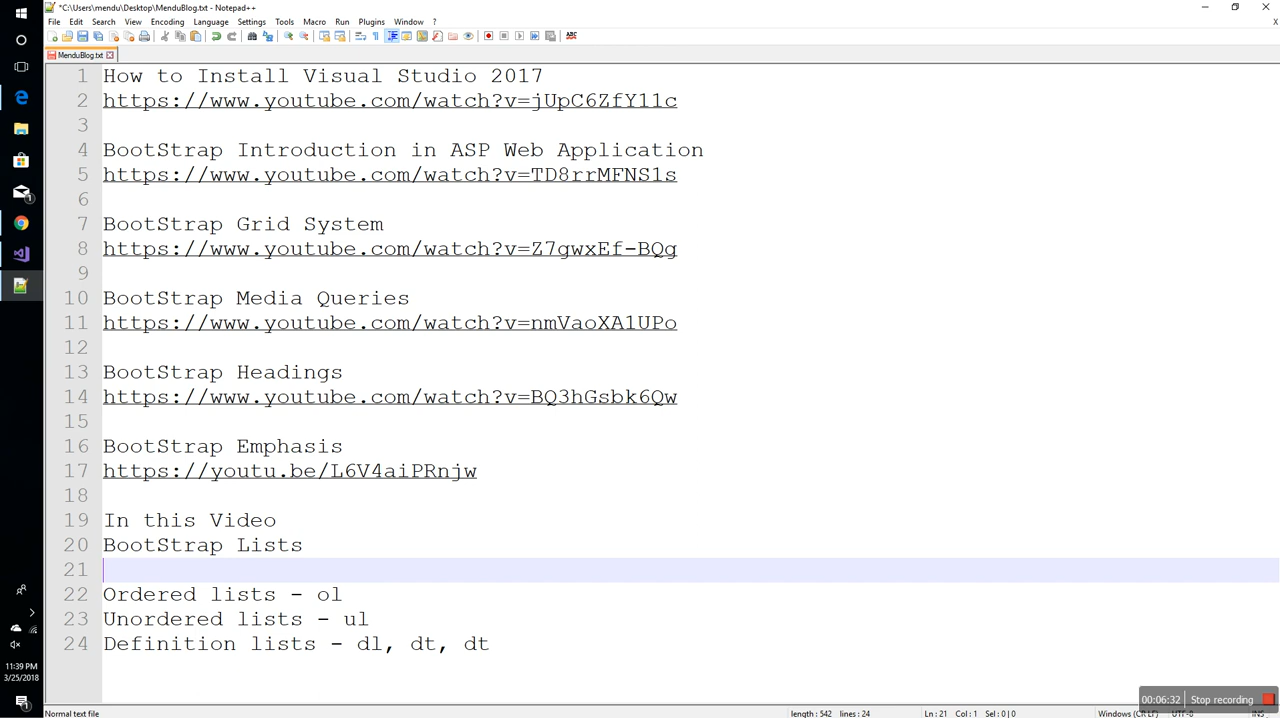 *C:\Users\mendu\Desktop\MenduBlog.txt - Notepad++
File Edit Search View Encoding Language Settings Tools Macro Run Plugins Window ? X
MenduBlog.txt
1 How to Install Visual Studio 2017
2 https://www.youtube.com/watch?v=jUpC6ZfY11c
3
4 BootStrap Introduction in ASP Web Application
5 https://www.youtube.com/watch?v=TD8rrMFNS1s
6
7 BootStrap Grid System
8 https://www.youtube.com/watch?v=Z7gwxEf-BQg
9
10 BootStrap Media Queries
11 https://www.youtube.com/watch?v=nmVaoXA1UPo
12
13 BootStrap Headings
14 https://www.youtube.com/watch?v=BQ3hGsbk6Qw
15
16 BootStrap Emphasis
17 https://youtu.be/L6V4aiPRnjw
18
19 In this Video
20 BootStrap Lists
21
22 Ordered lists - ol
23 Unordered lists - ul
24 Definition lists - dl, dt, dt
11:39 PM
3/25/2018
00:06:32 Stop recording
Normal text file length : 542 lines : 24 Ln : 21 Col : 1 Sel : 0 | 0 Windows (CR LF) UTF-8 INS